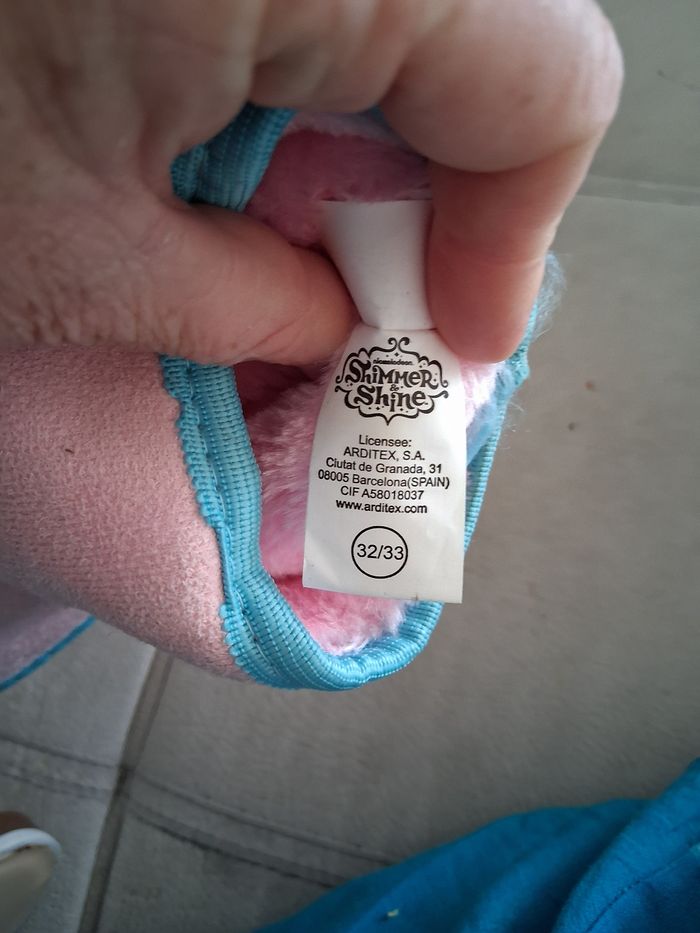 nickelodeon
Shimmer
&
Shine
Licensee:
ARDITEX, S.A.
Ciutat de Granada, 31
08005 Barcelona(SPAIN)
CIF A58018037
www.arditex.com
32/33